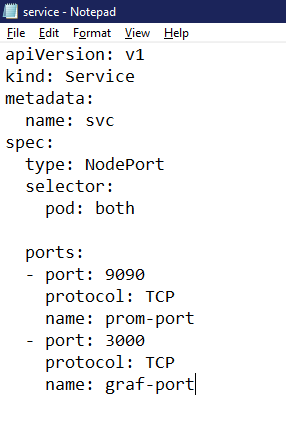 service - Notepad
File Edit Format View Help
apiVersion: v1
kind: Service
metadata:
  name: svc
spec:
  type: NodePort
  selector:
    pod: both

  ports:
  - port: 9090
    protocol: TCP
    name: prom-port
  - port: 3000
    protocol: TCP
    name: graf-port